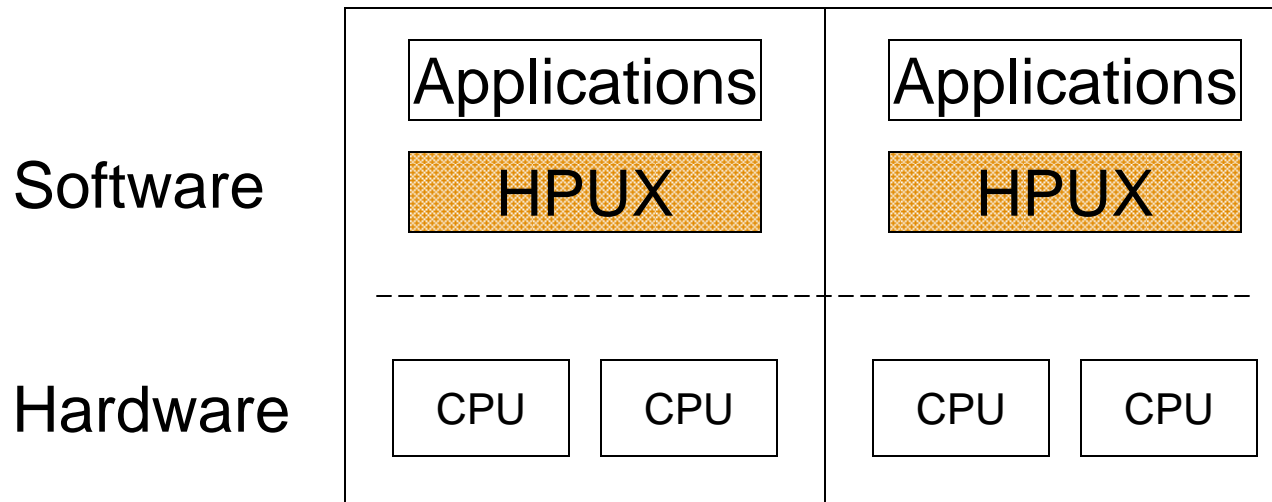 Applications Applications
Software HPUX HPUX
Hardware CPU CPU CPU CPU